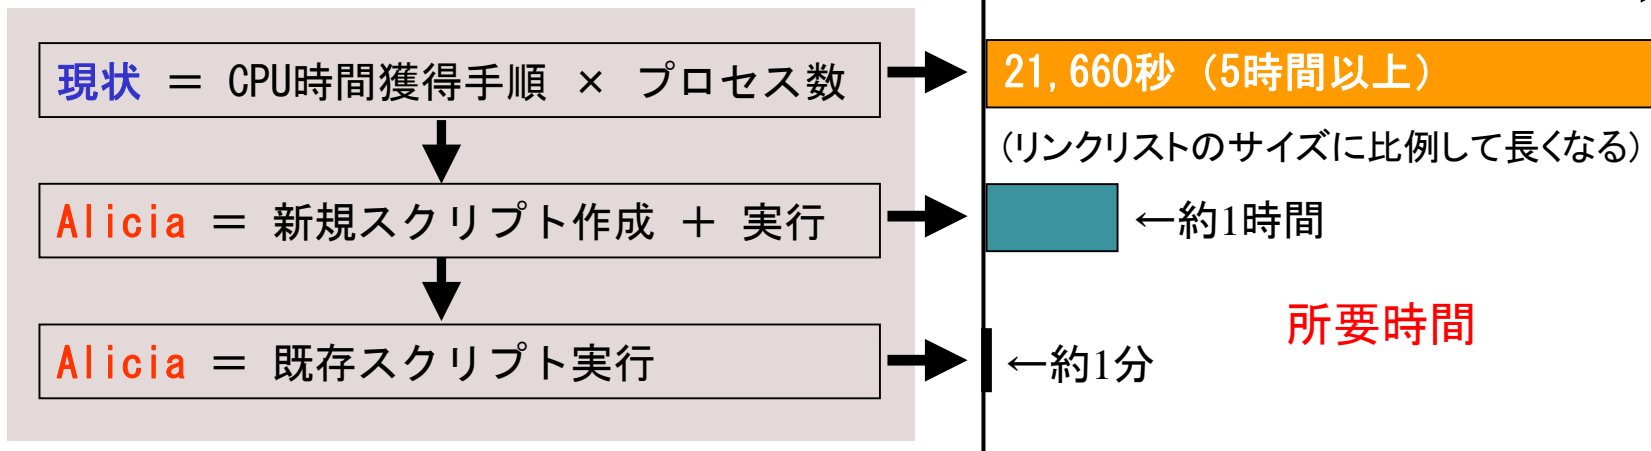 現状 ＝ CPU時間獲得手順 × プロセス数
21,660秒 (5時間以上)
(リンクリストのサイズに比例して長くなる)
Alicia ＝ 新規スクリプト作成 ＋ 実行
←約1時間
所要時間
Alicia ＝ 既存スクリプト実行
←約1分